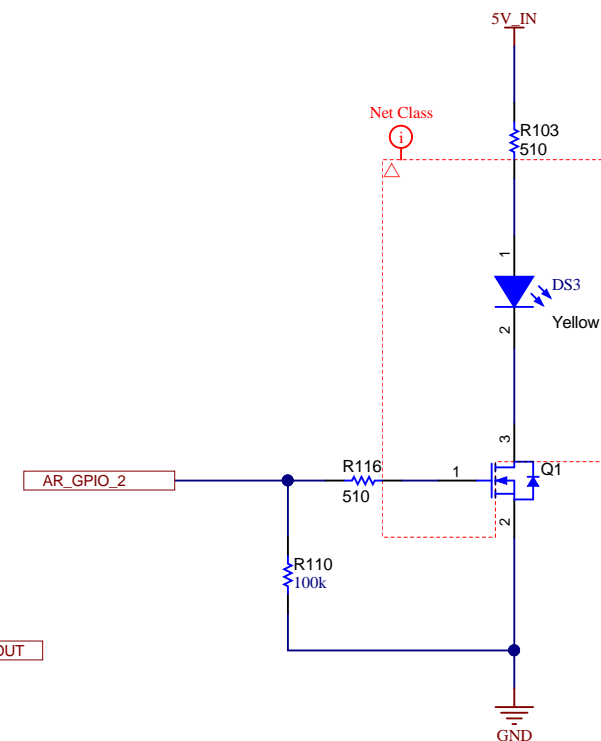 5V_IN
Net Class
i
R103
510
1
DS3
2
Yellow
3
R116
1
Q1
AR_GPIO_2
510
2
R110
100k
OUT
GND